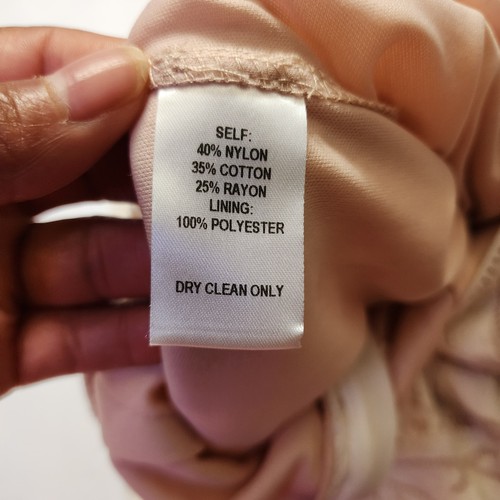 SELF:
40% NYLON
35% COTTON
25% RAYON
LINING:
100% POLYESTER
DRY CLEAN ONLY